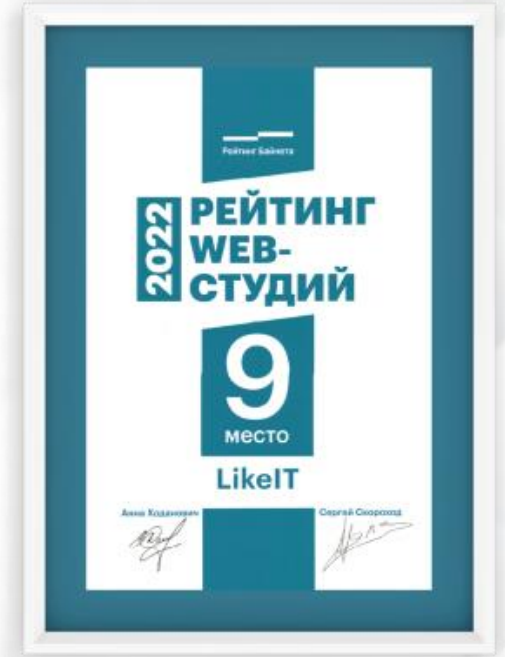 Рейтинг Байнета
2022
РЕЙТИНГ
WEB-
СТУДИЙ
9
место
LikeIT
Анна Ходанович
Сергей Скороход